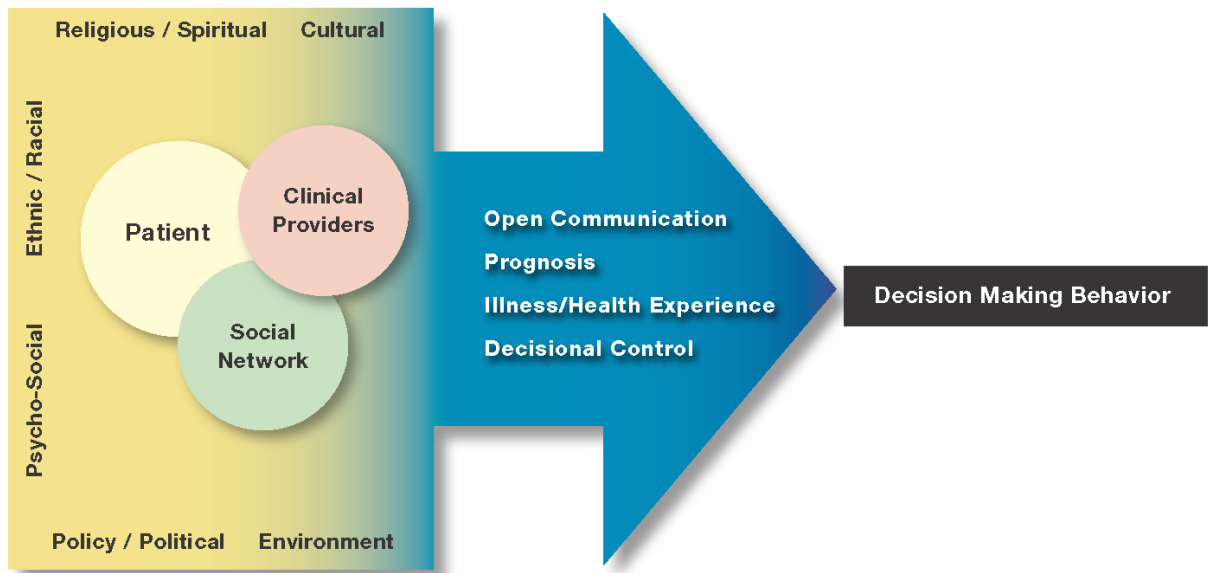 Religious / Spiritual
Cultural
Ethnic / Racial
Psycho-Social
Patient
Clinical
Providers
Social
Network
Policy / Political
Environment
Open Communication
Prognosis
Illness/Health Experience
Decisional Control
Decision Making Behavior